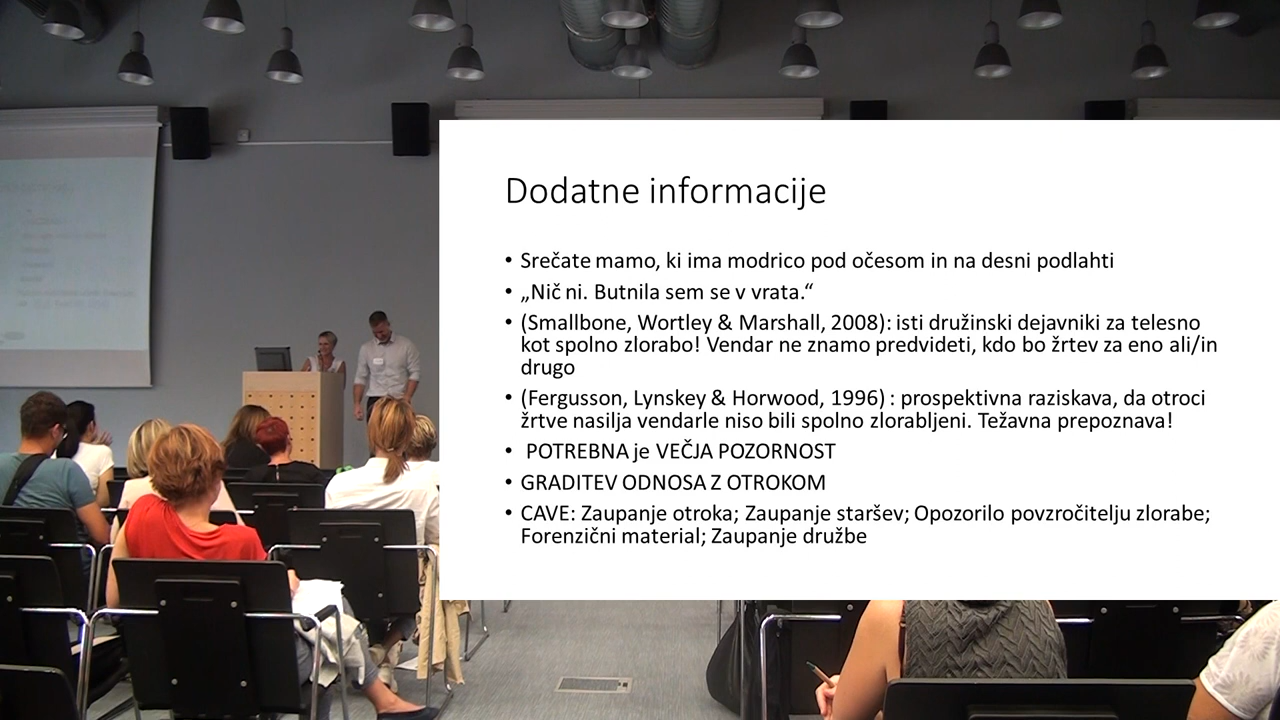 Dodatne informacije
• Srečate mamo, ki ima modrico pod očesom in na desni podlahti
• „Nič ni. Butnila sem se v vrata.“
• (Smallbone, Wortley & Marshall, 2008): isti družinski dejavniki za telesno
kot spolno zlorabo! Vendar ne znamo predvideti, kdo bo žrtev za eno ali/in
drugo
• (Fergusson, Lynskey & Horwood, 1996) : prospektivna raziskava, da otroci
žrtve nasilja vendarle niso bili spolno zlorabljeni. Težavna prepoznava!
• POTREBNA je VEČJA POZORNOST
• GRADITEV ODNOSA Z OTROKOM
• CAVE: Zaupanje otroka; Zaupanje staršev; Opozorilo povzročitelju zlorabe;
Forenzični material; Zaupanje družbe